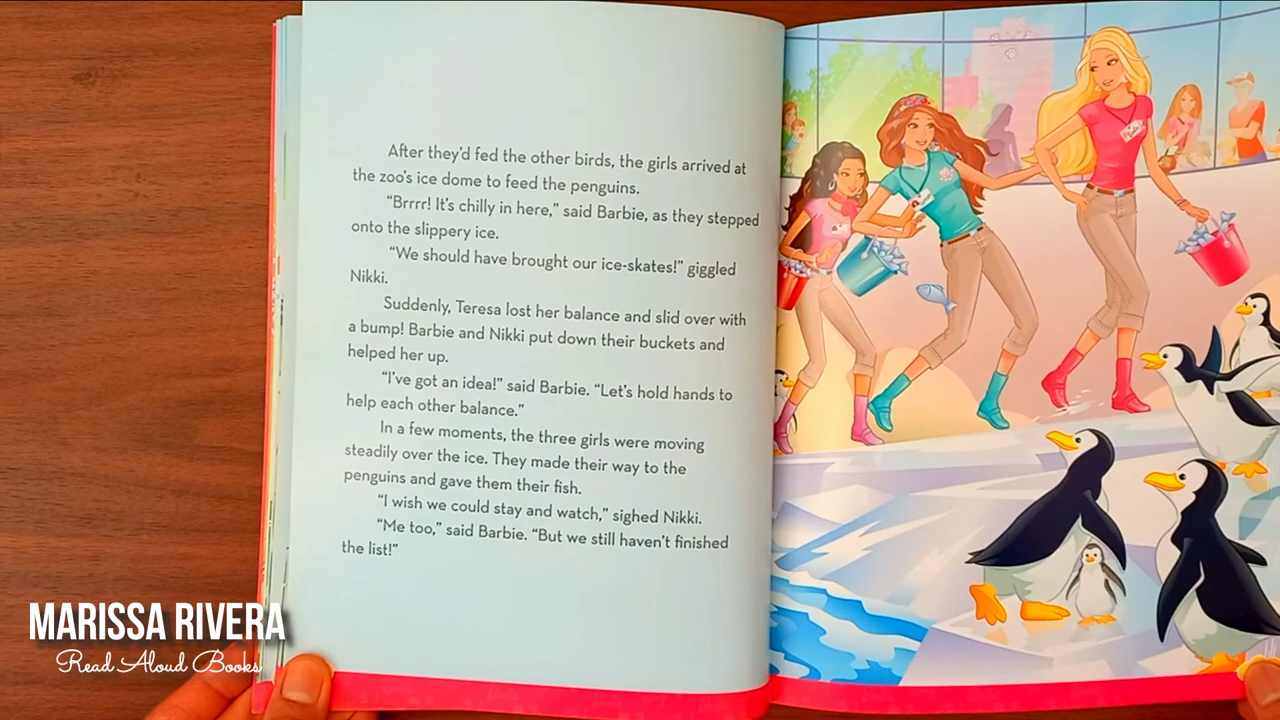 After they'd fed the other birds, the girls arrived at
the zoo's ice dome to feed the penguins.
"Brrrr! It's chilly in here," said Barbie, as they stepped
onto the slippery ice.
"We should have brought our ice-skates!" giggled
Nikki.
Suddenly, Teresa lost her balance and slid over with
a bump! Barbie and Nikki put down their buckets and
helped her up.
"I've got an idea!" said Barbie. "Let's hold hands to
help each other balance."
In a few moments, the three girls were moving
steadily over the ice. They made their way to the
penguins and gave them their fish.
"I wish we could stay and watch," sighed Nikki.
"Me too," said Barbie. "But we still haven't finished
the list!"
MARISSA RIVERA
Read Aloud Books